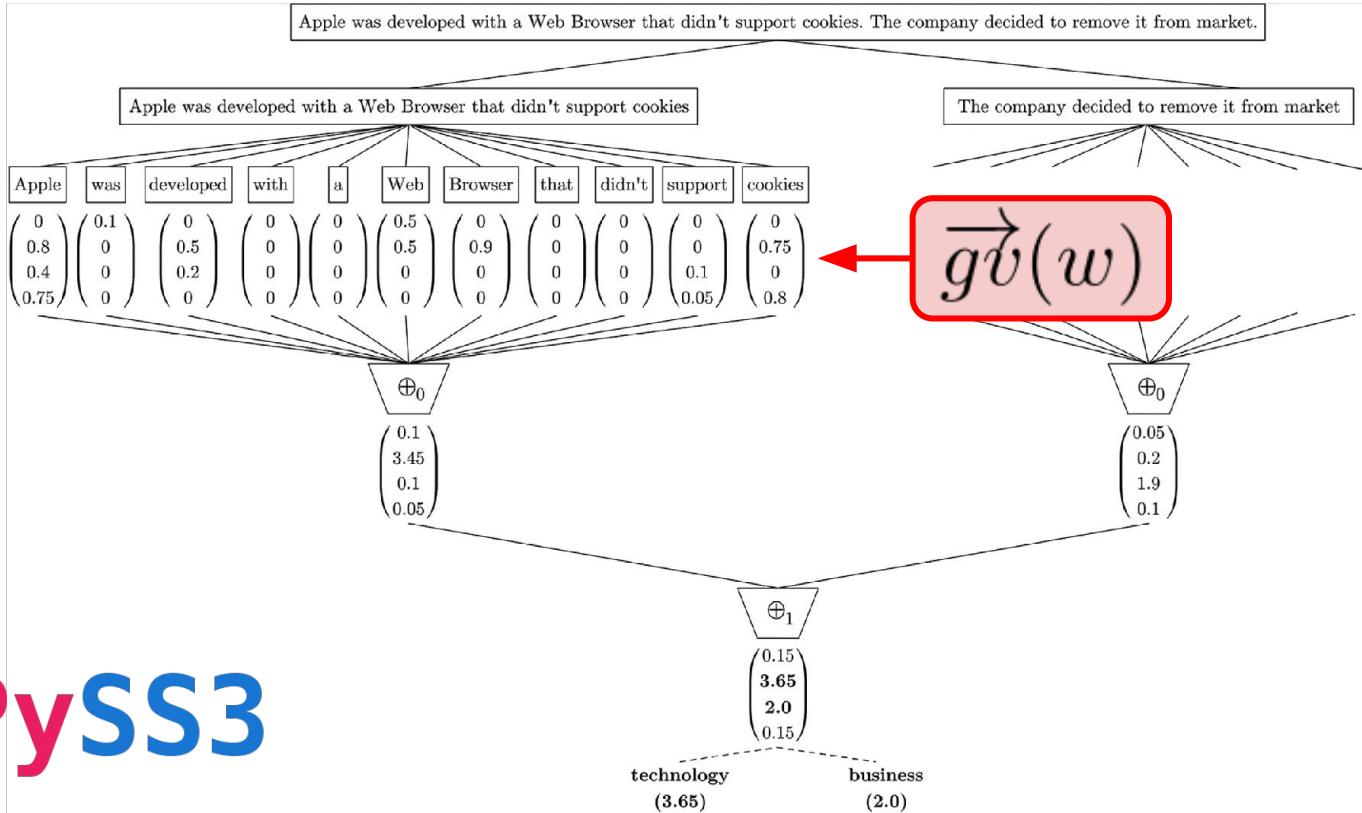 Apple was developed with a Web Browser that didn't support cookies. The company decided to remove it from market.
Apple was developed with a Web Browser that didn't support cookies
The company decided to remove it from market
Apple was developed with a Web Browser that didn't support cookies
0 0.1 0 0 0 0.5 0 0 0 0 0
0.8 0 0.5 0 0 0.5 0.9 0 0 0 0.75
0.4 0 0.2 0 0 0 0 0 0 0.1 0
0.75 0 0 0 0 0 0 0 0 0.05 0.8
gv(w)
⊕0 ⊕0
0.1
3.45
0.1
0.05
0.05
0.2
1.9
0.1
⊕1
0.15
3.65
2.0
0.15
PySS3
technology
(3.65)
business
(2.0)